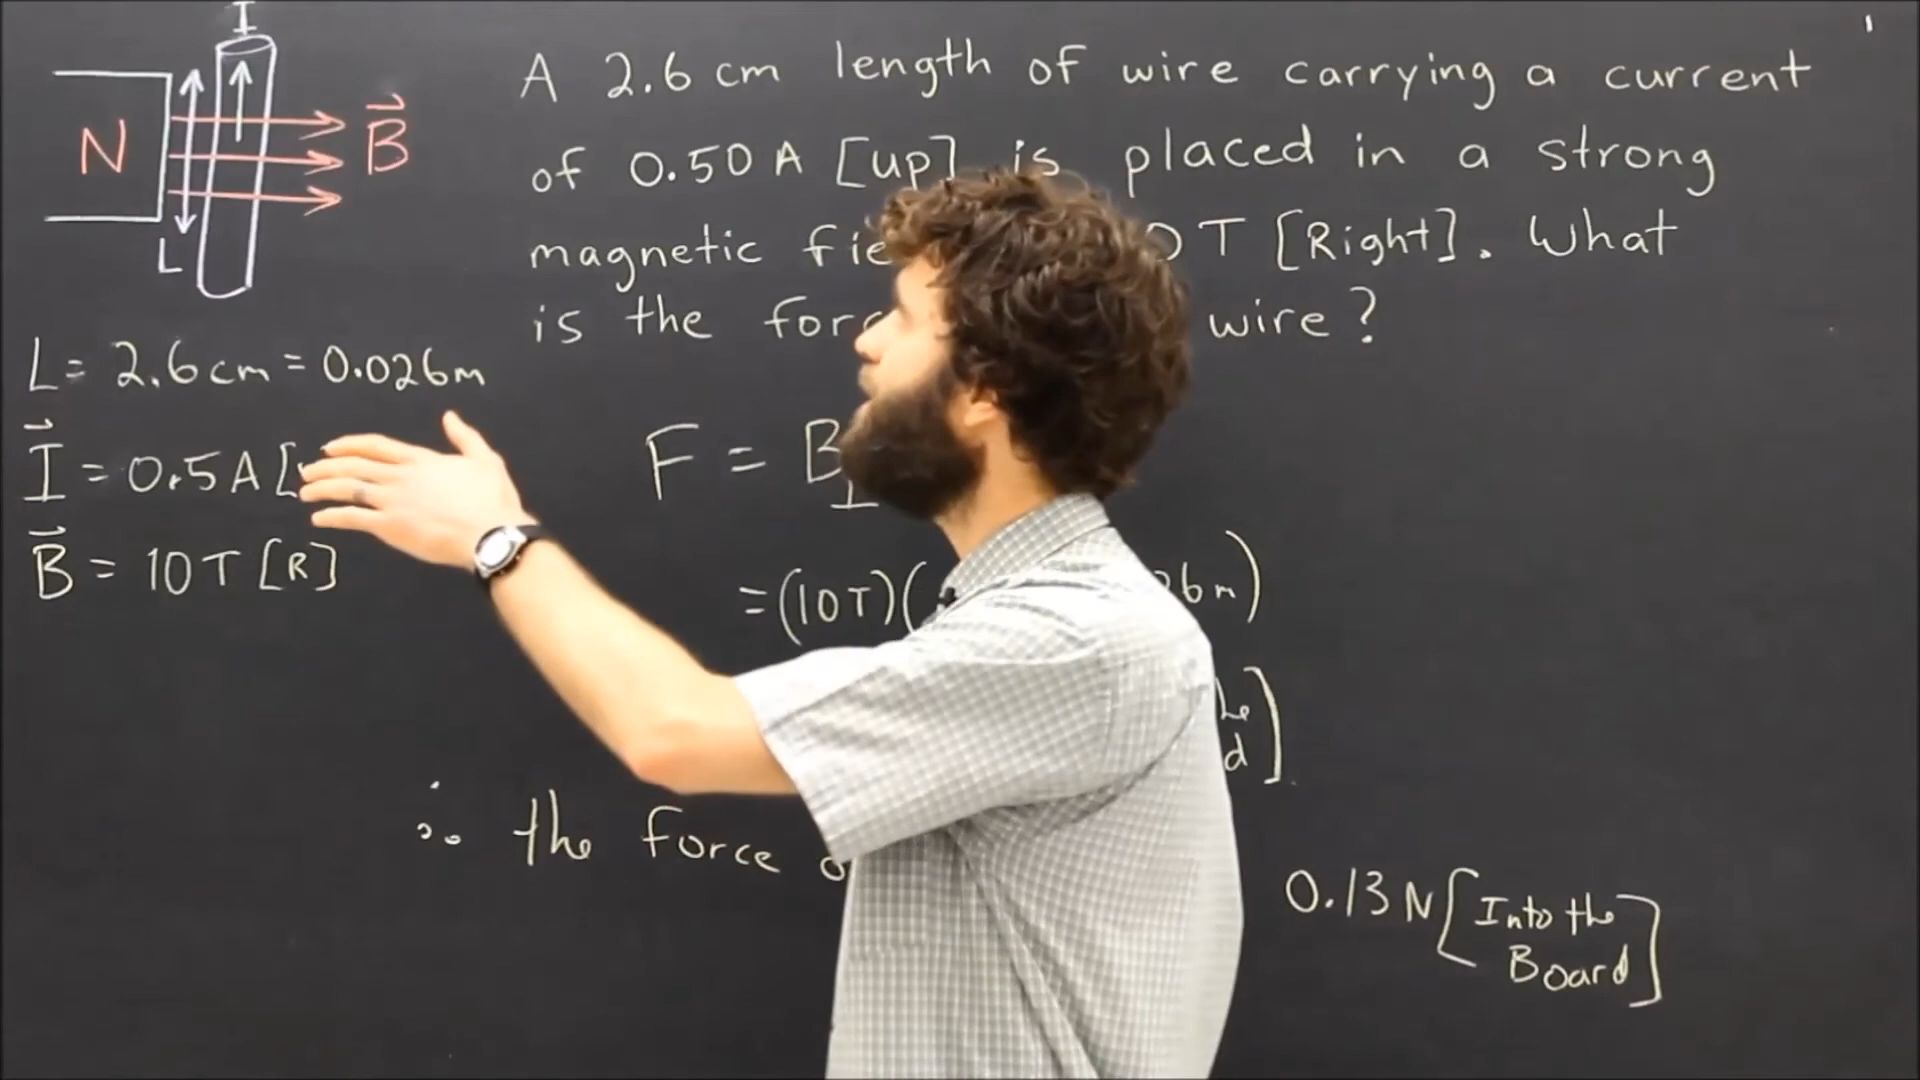 I
N
B
L
A 2.6 cm length of wire carrying a current
of 0.50 A [up] is placed in a strong
magnetic T [Right]. What
is the wire?
L = 2.6 cm = 0.026 m
I = 0.5 A [
B = 10 T [R]
F = B
= (10T)( m)
∴ the force
0.13 N [Into the
Board]